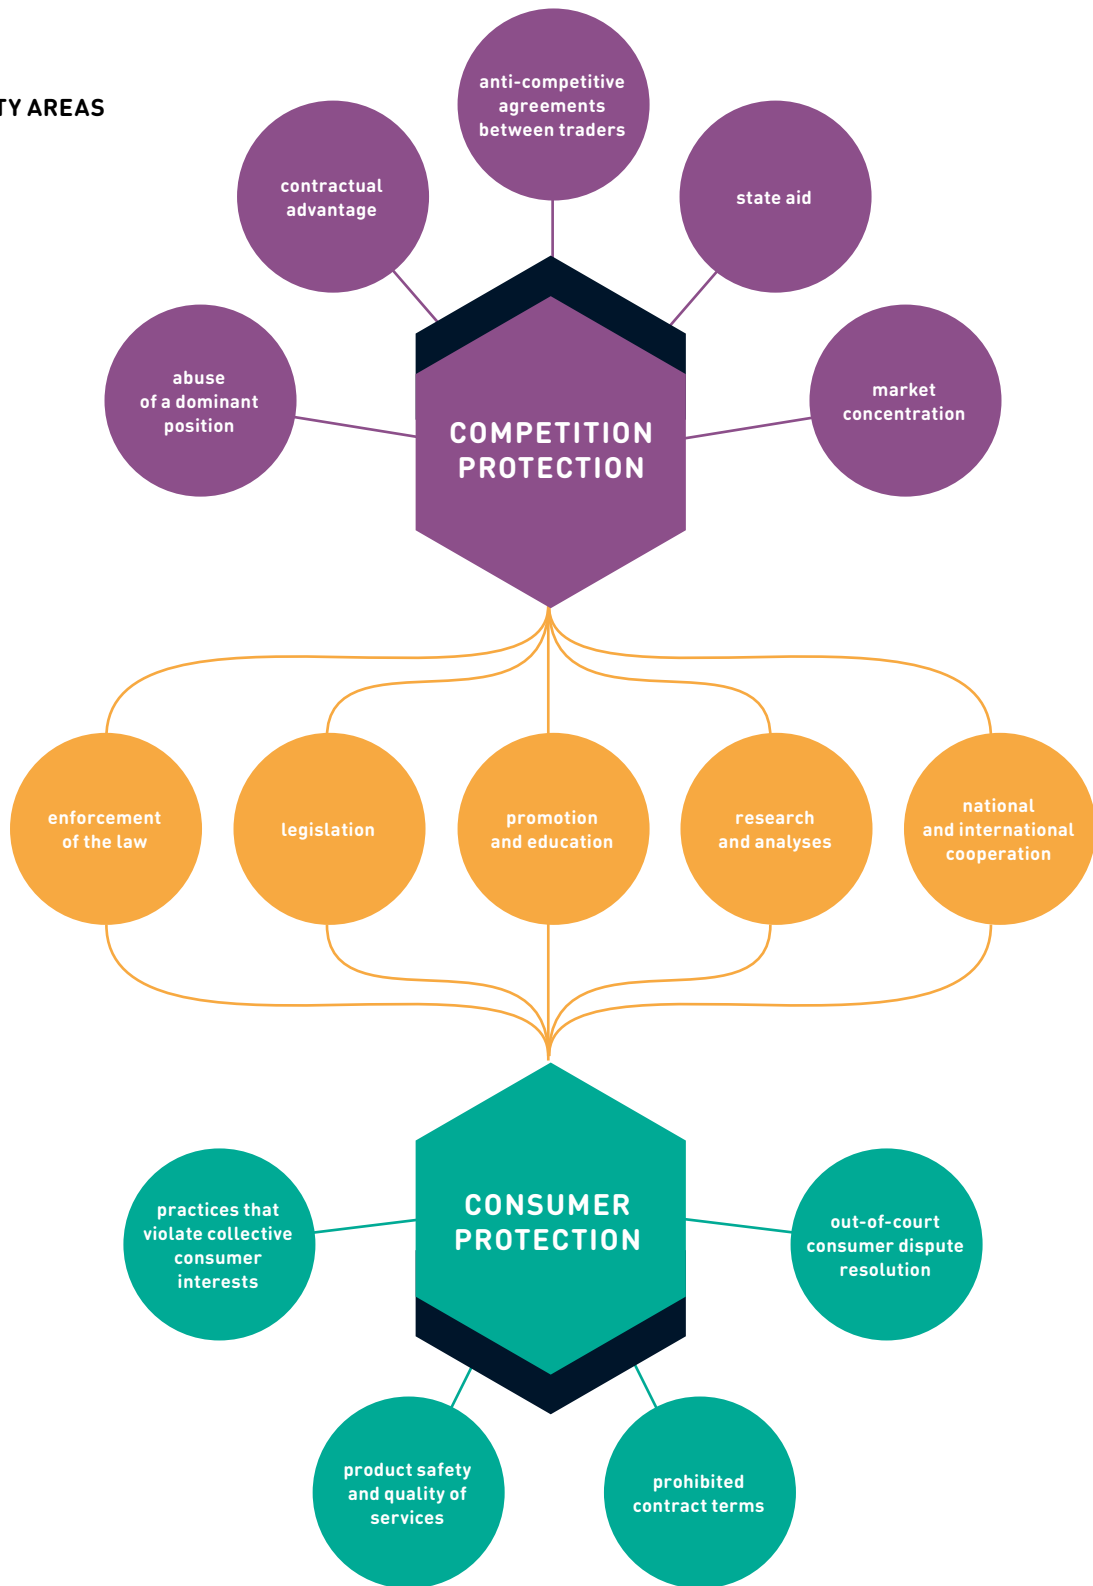 TY AREAS
anti-competitive
agreements
between traders
contractual
advantage
state aid
abuse
of a dominant
position
market
concentration
COMPETITION
PROTECTION
enforcement
of the law
legislation
promotion
and education
research
and analyses
national
and international
cooperation
CONSUMER
PROTECTION
practices that
violate collective
consumer
interests
out-of-court
consumer dispute
resolution
product safety
and quality of
services
prohibited
contract terms